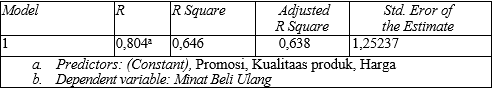 Model R R Square Adjusted R Square Std. Eror of the Estimate
1 0,804ᵃ 0,646 0,638 1,25237
a. Predictors: (Constant), Promosi, Kualitaas produk, Harga
b. Dependent variable: Minat Beli Ulang